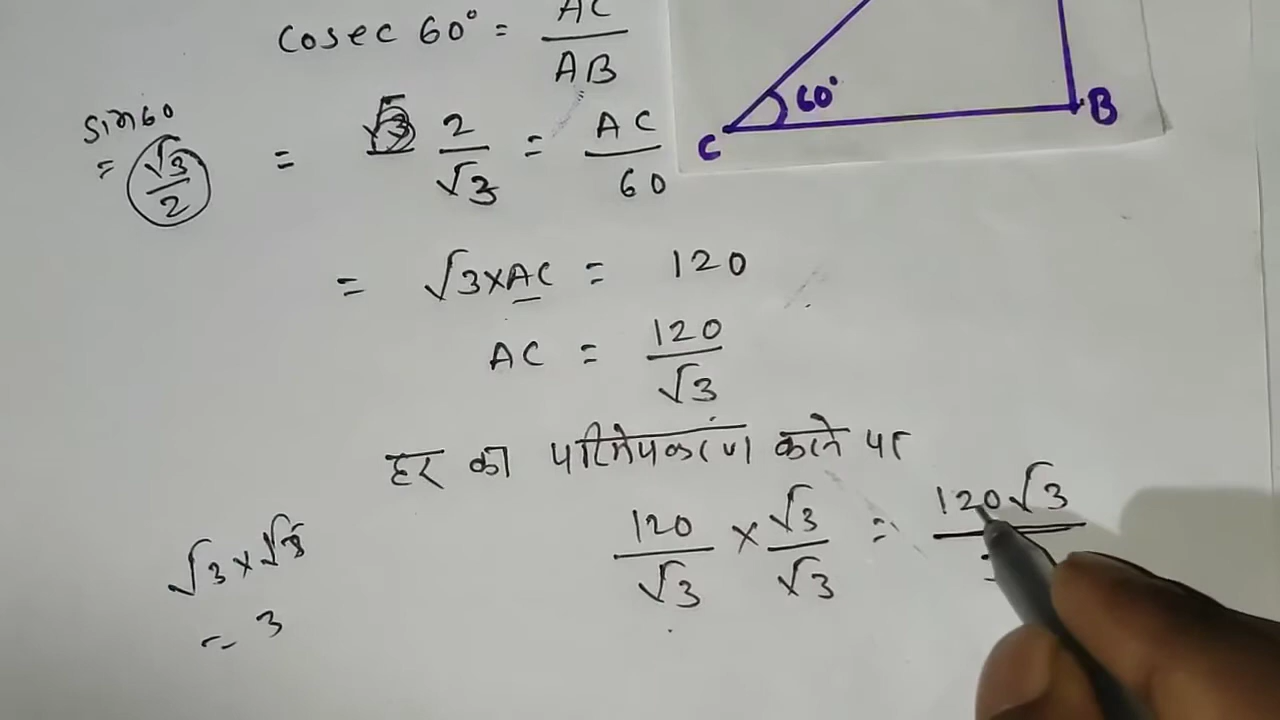 cosec 60° = AC/AB
60°
B
C
sin60
= √3/2
= 2/√3 = AC/60
= √3×AC = 120
AC = 120/√3
हर का परिमेयकरण करने पर
120/√3 × √3/√3 = 120√3
√3×√3
= 3